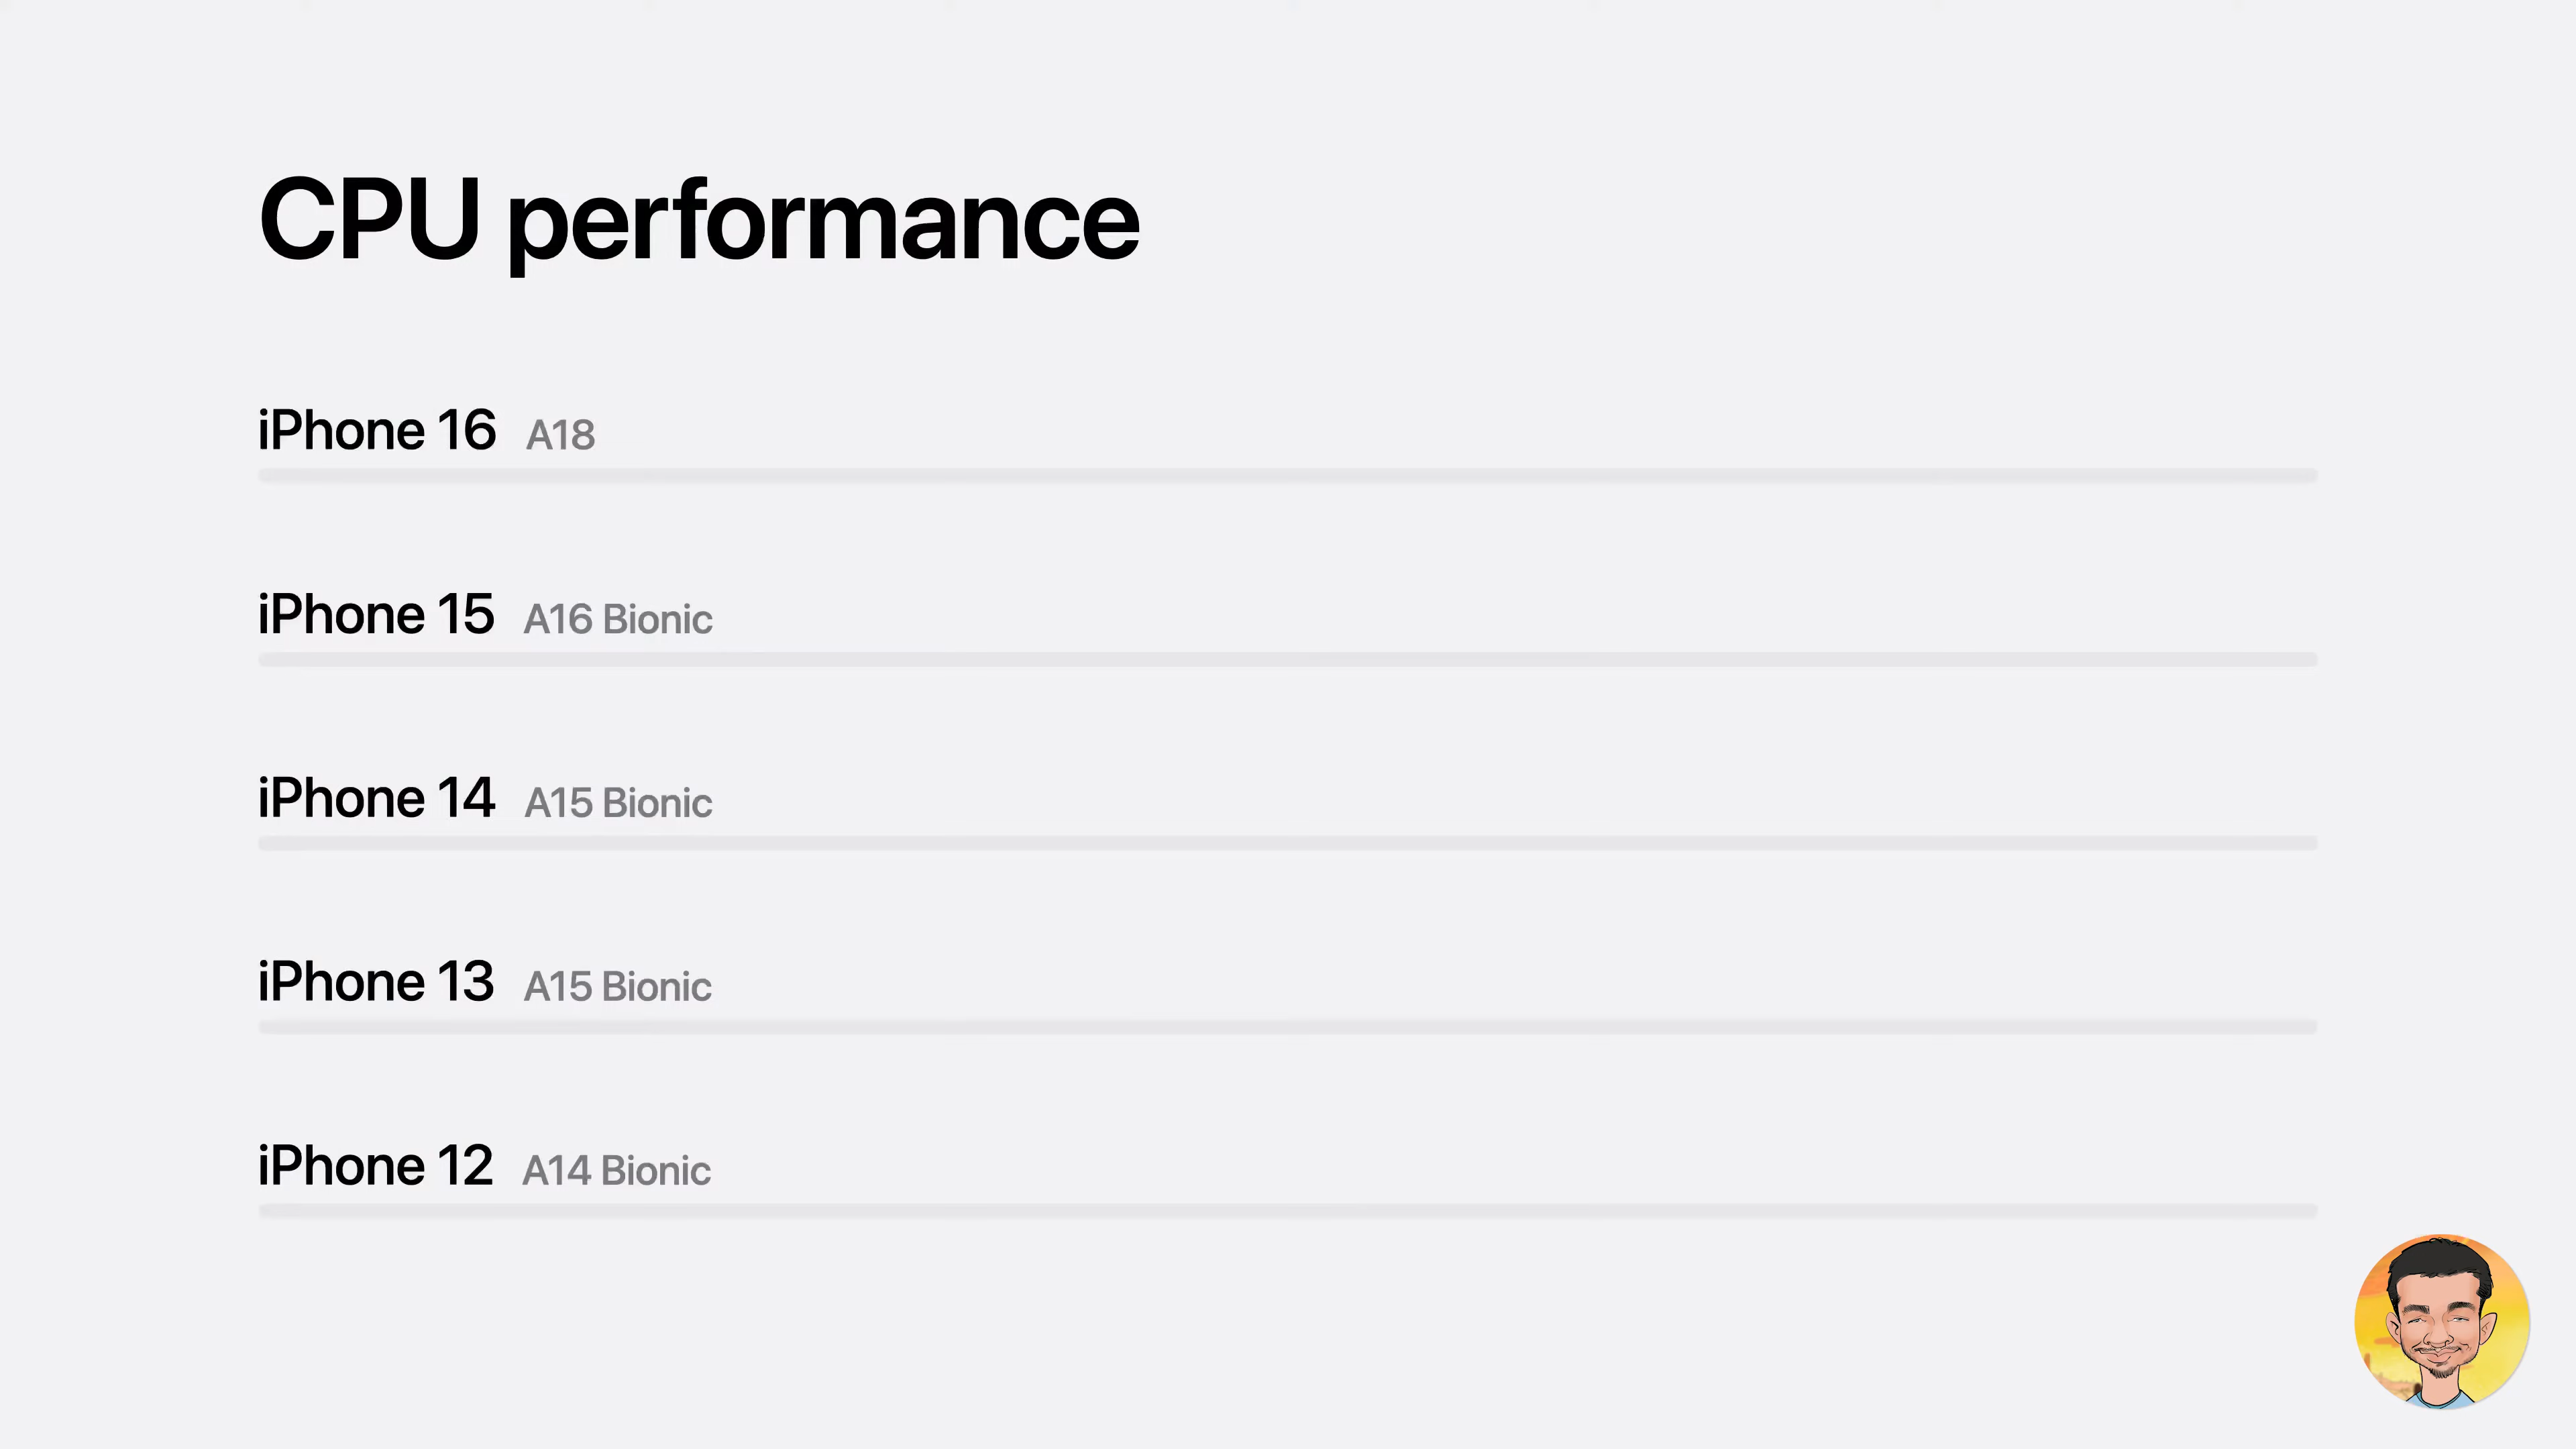 CPU performance
iPhone 16 A18
iPhone 15 A16 Bionic
iPhone 14 A15 Bionic
iPhone 13 A15 Bionic
iPhone 12 A14 Bionic